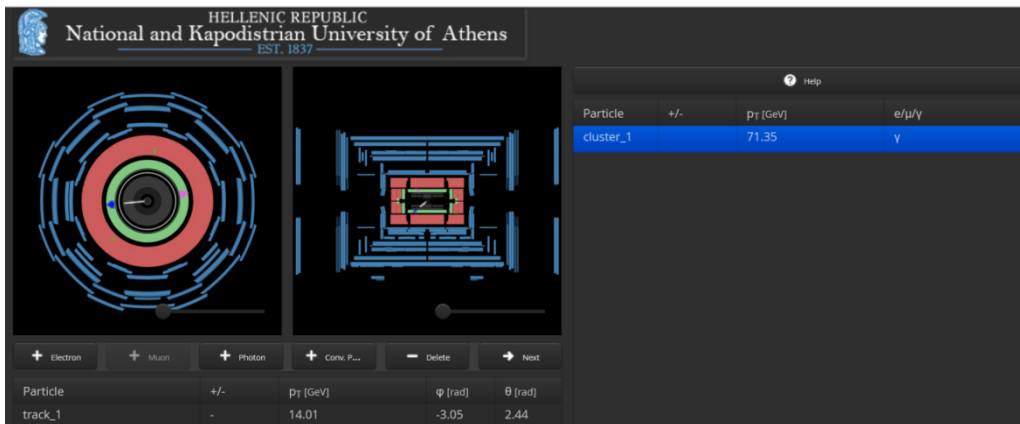 HELLENIC REPUBLIC
National and Kapodistrian University of Athens
EST. 1837
? Help
Particle +/- pT [GeV] e/μ/γ
cluster_1 71.35 γ
+ Electron + Muon + Photon + Conv. P... − Delete → Next
Particle +/- pT [GeV] φ [rad] θ [rad]
track_1 - 14.01 -3.05 2.44